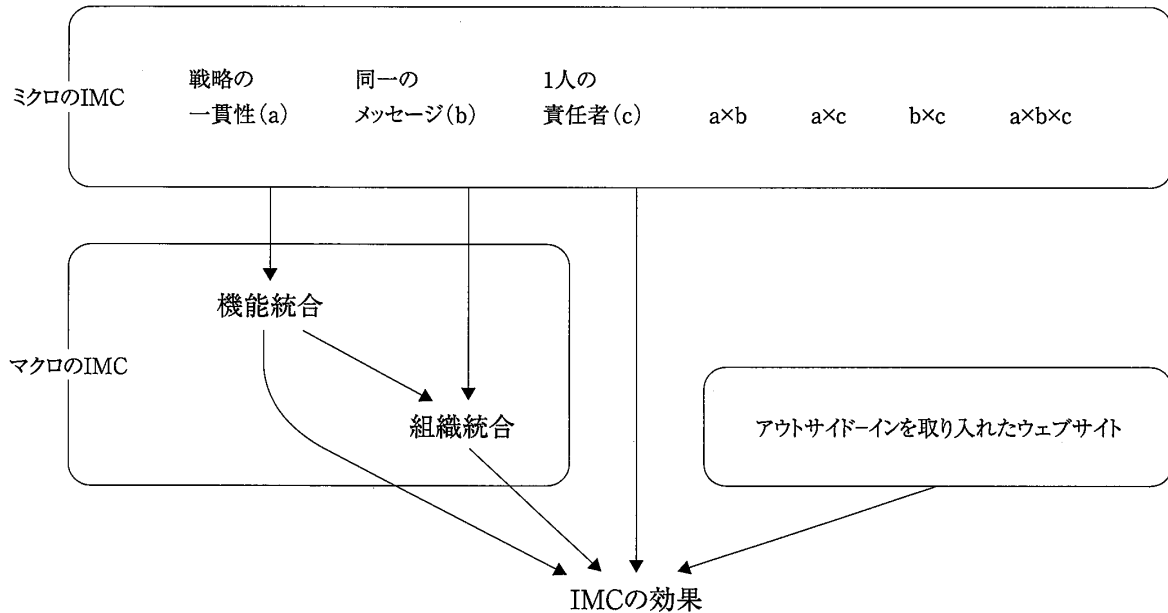 ミクロのIMC
戦略の
一貫性(a)
同一の
メッセージ(b)
1人の
責任者(c)
a×b
a×c
b×c
a×b×c
マクロのIMC
機能統合
組織統合
アウトサイド−インを取り入れたウェブサイト
IMCの効果